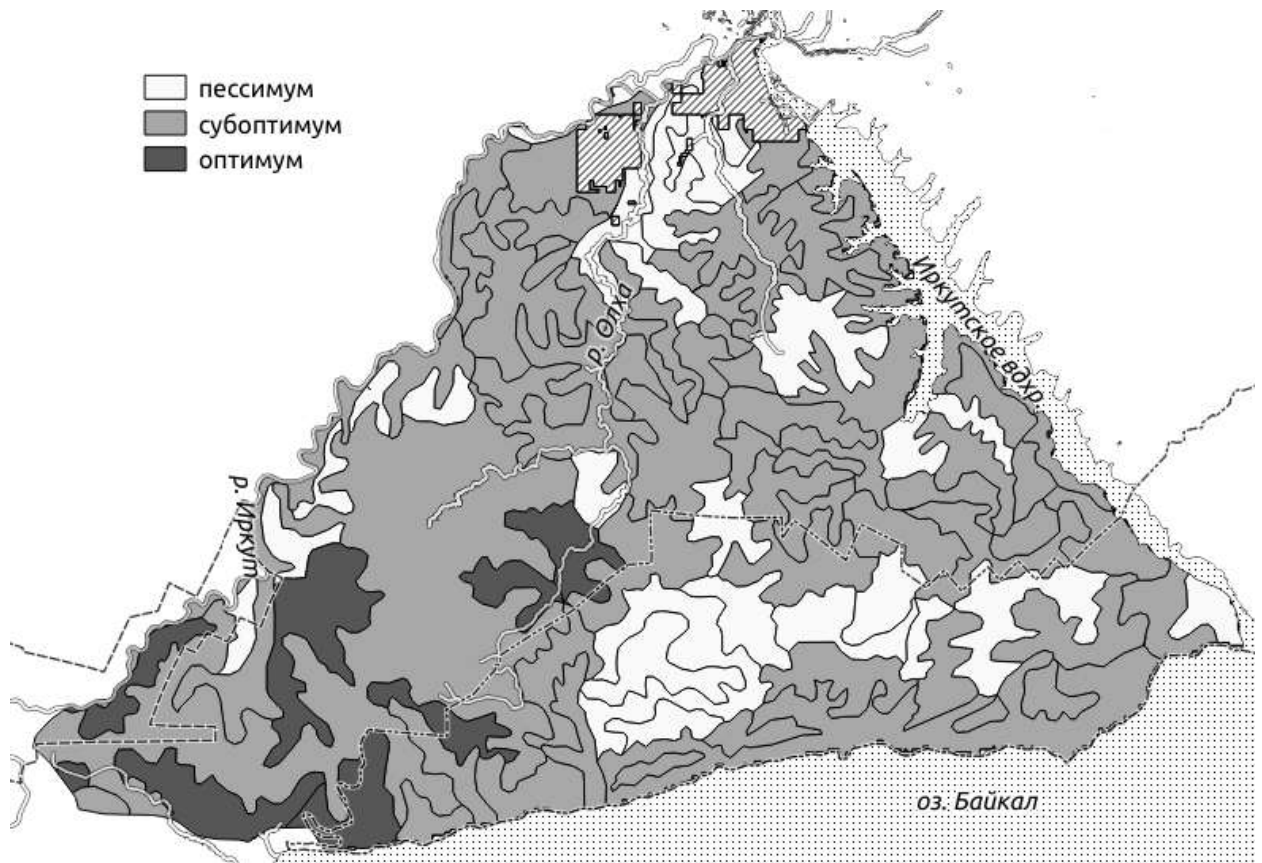 пессимум
субоптимум
оптимум
р. Олха
Иркутское вдхр
р. Иркут
оз. Байкал